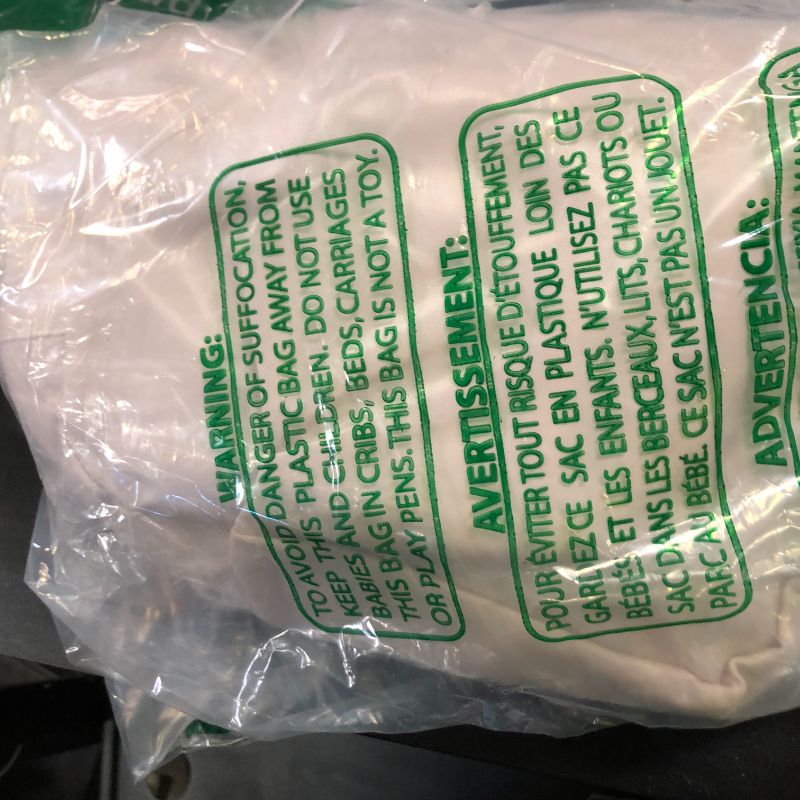 WARNING:
TO AVOID DANGER OF SUFFOCATION,
KEEP THIS PLASTIC BAG AWAY FROM
BABIES AND CHILDREN. DO NOT USE
THIS BAG IN CRIBS, BEDS, CARRIAGES
OR PLAY PENS. THIS BAG IS NOT A TOY.
AVERTISSEMENT:
POUR ÉVITER TOUT RISQUE D'ÉTOUFFEMENT,
GARDEZ CE SAC EN PLASTIQUE LOIN DES
BÉBÉS ET LES ENFANTS. N'UTILISEZ PAS CE
SAC DANS LES BERCEAUX, LITS, CHARIOTS OU
PARC AU BÉBÉ. CE SAC N'EST PAS UN JOUET.
ADVERTENCIA: